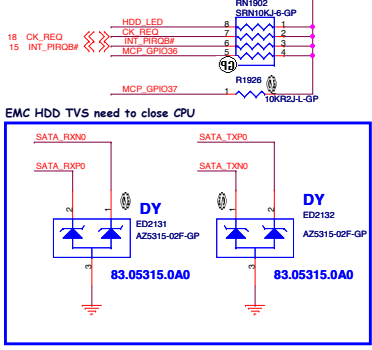 RN1902
SRN10KJ-6-GP
HDD_LED 8 1
18 CK_REQ CK_REQ 7 2
15 INT_PIRQB# INT_PIRQB# 6 3
MCP_GPIO36 5 4
R1926
MCP_GPIO37 1
10KR2J-L-GP
EMC HDD TVS need to close CPU
SATA_RXN0 SATA_TXP0
SATA_RXP0 SATA_TXN0
2 1 DY 1 2 DY
ED2131 ED2132
AZ5315-02F-GP AZ5315-02F-GP
3 3
83.05315.0A0 83.05315.0A0